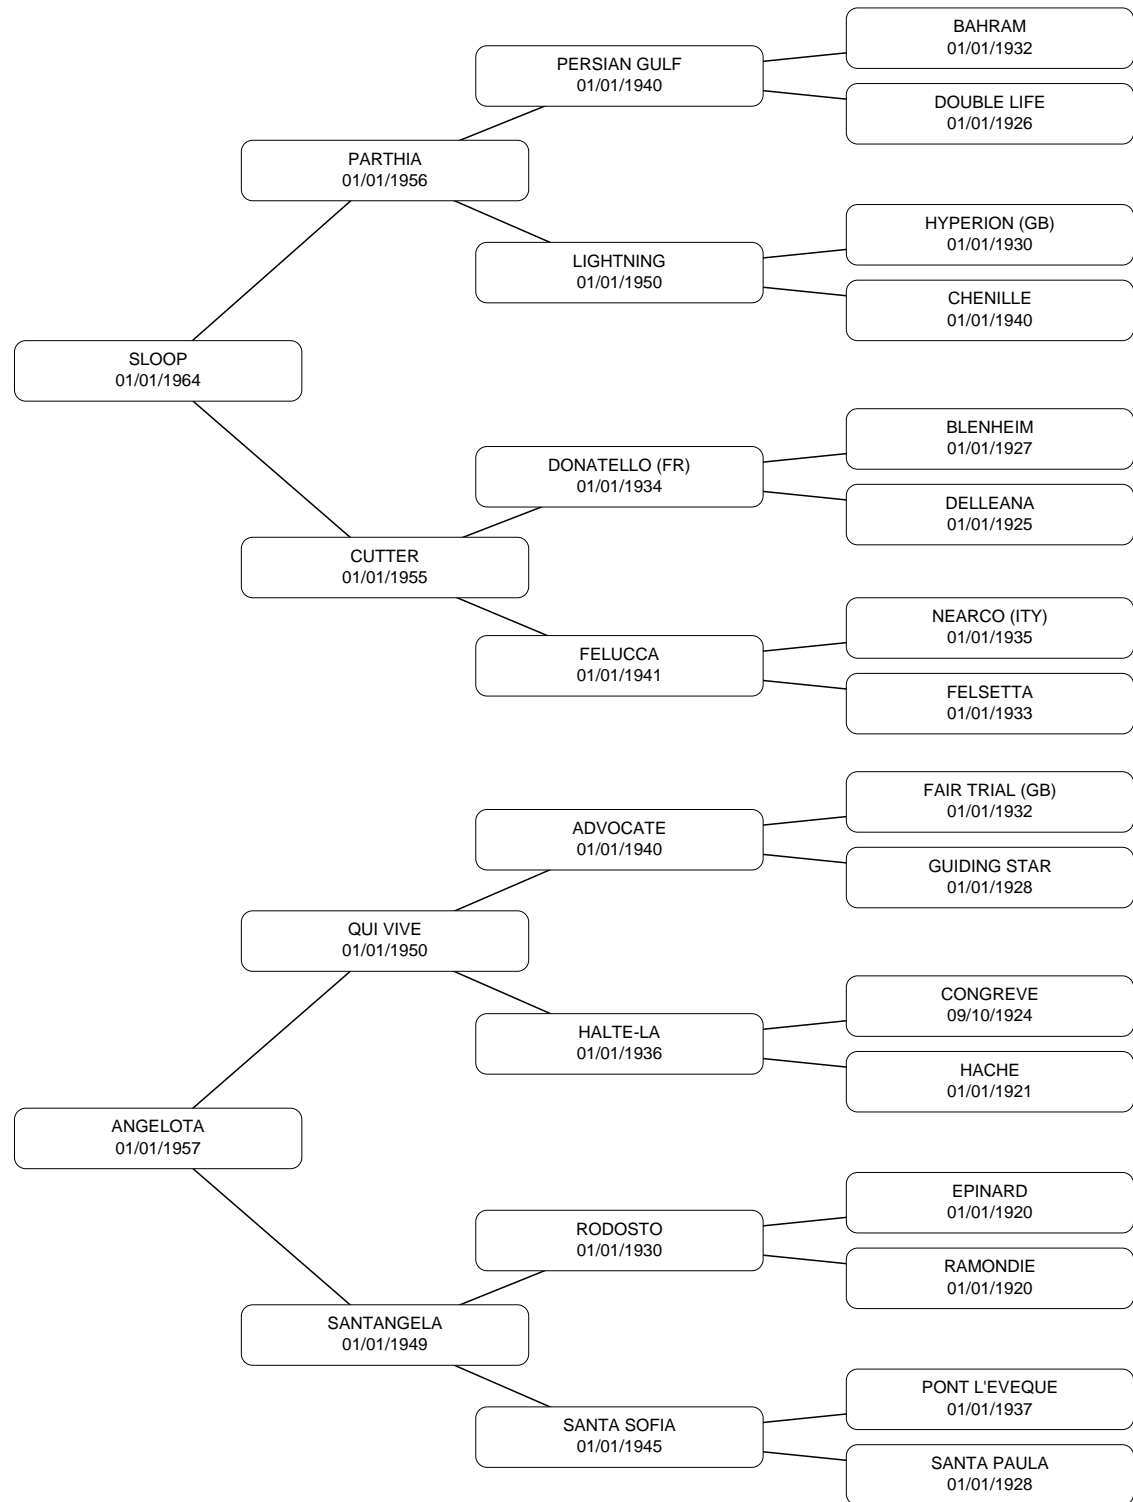 BAHRAM
01/01/1932
PERSIAN GULF
01/01/1940
DOUBLE LIFE
01/01/1926
PARTHIA
01/01/1956
HYPERION (GB)
01/01/1930
LIGHTNING
01/01/1950
CHENILLE
01/01/1940
SLOOP
01/01/1964
BLENHEIM
01/01/1927
DONATELLO (FR)
01/01/1934
DELLEANA
01/01/1925
CUTTER
01/01/1955
NEARCO (ITY)
01/01/1935
FELUCCA
01/01/1941
FELSETTA
01/01/1933
FAIR TRIAL (GB)
01/01/1932
ADVOCATE
01/01/1940
GUIDING STAR
01/01/1928
QUI VIVE
01/01/1950
CONGREVE
09/10/1924
HALTE-LA
01/01/1936
HACHE
01/01/1921
ANGELOTA
01/01/1957
EPINARD
01/01/1920
RODOSTO
01/01/1930
RAMONDIE
01/01/1920
SANTANGELA
01/01/1949
PONT L'EVEQUE
01/01/1937
SANTA SOFIA
01/01/1945
SANTA PAULA
01/01/1928